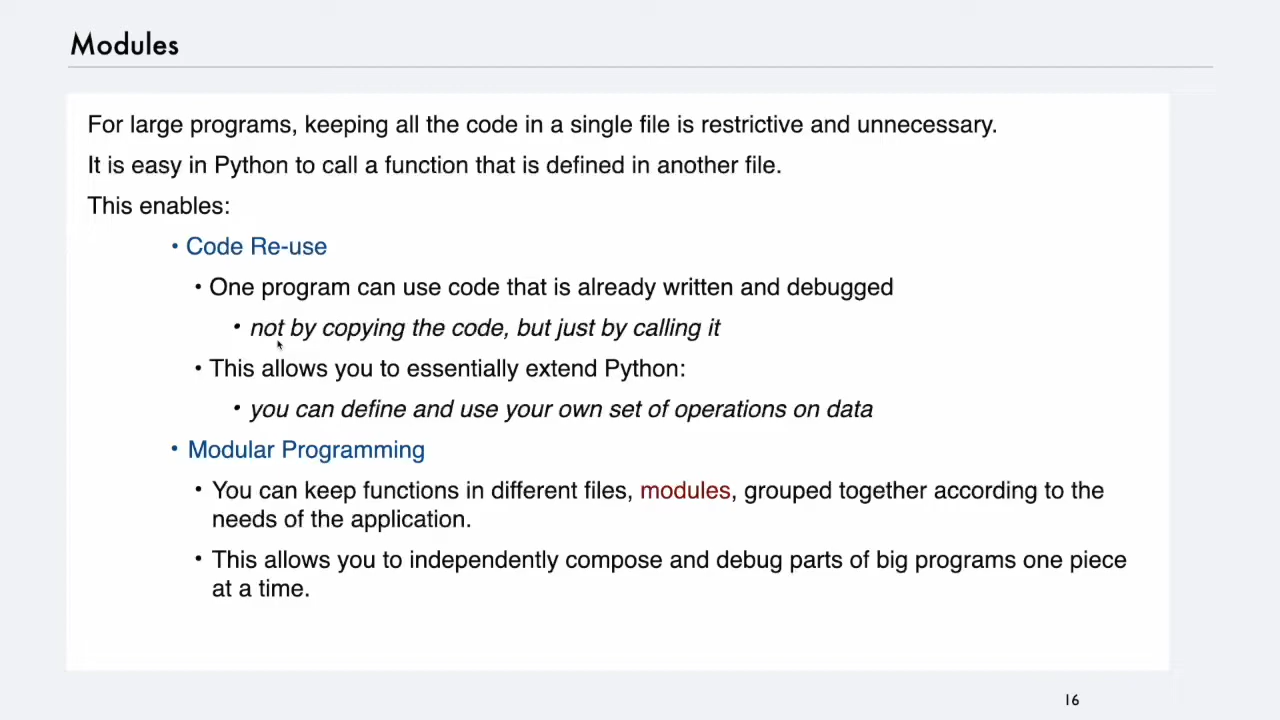 Modules
For large programs, keeping all the code in a single file is restrictive and unnecessary.
It is easy in Python to call a function that is defined in another file.
This enables:
• Code Re-use
• One program can use code that is already written and debugged
• not by copying the code, but just by calling it
• This allows you to essentially extend Python:
• you can define and use your own set of operations on data
• Modular Programming
• You can keep functions in different files, modules, grouped together according to the
needs of the application.
• This allows you to independently compose and debug parts of big programs one piece
at a time.
16